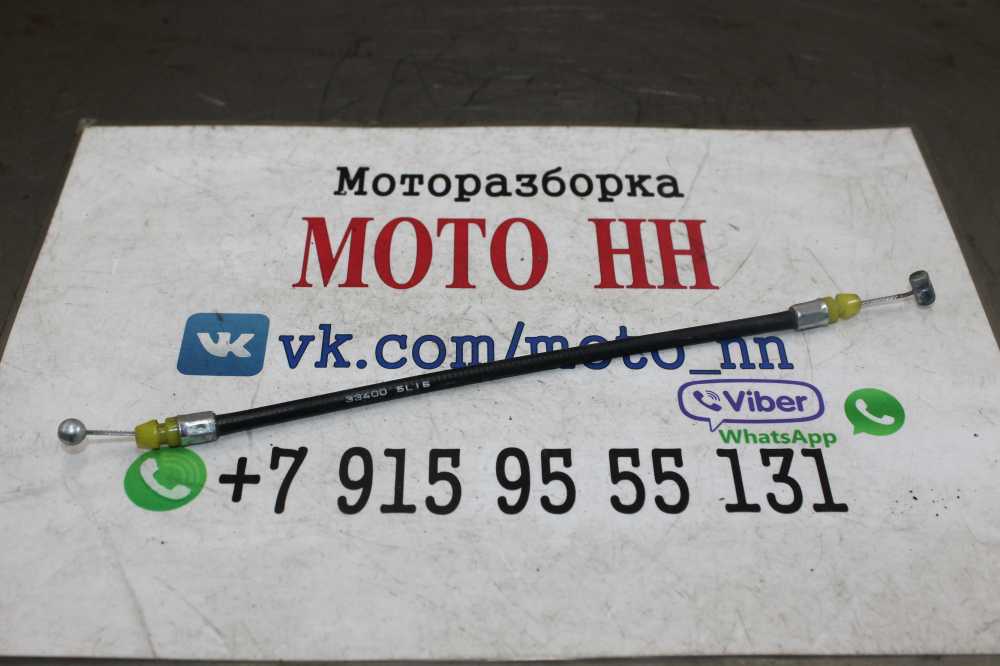 Моторазборка
МОТО НН
vk.com/moto_nn
33400 5L15
Viber
WhatsApp
+7 915 95 55 131